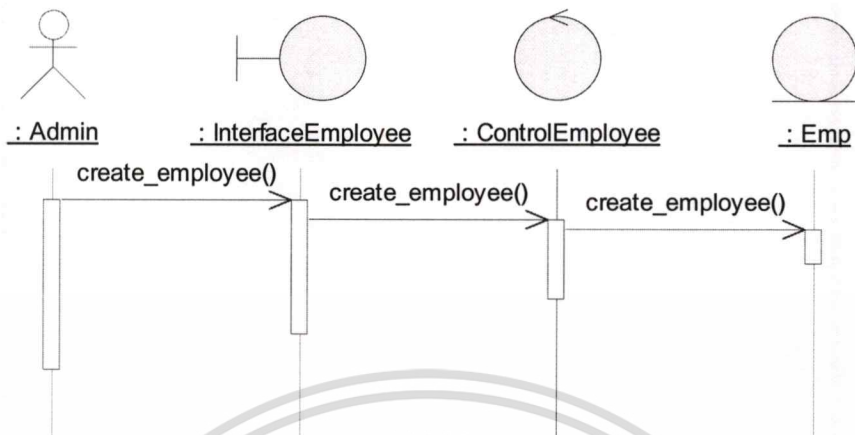 : Admin
: InterfaceEmployee
: ControlEmployee
: Emp
create_employee()
create_employee()
create_employee()